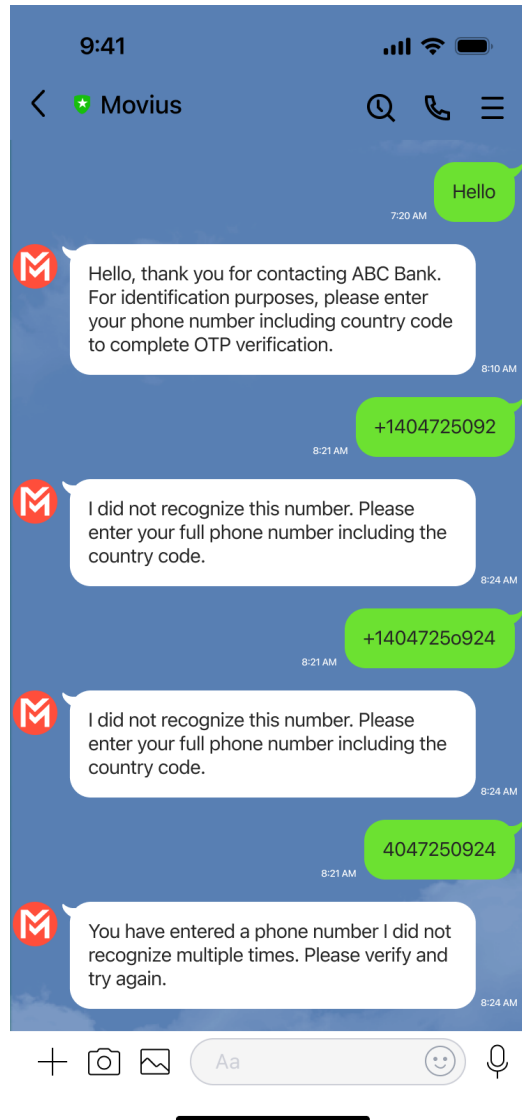 9:41
Movius
Hello
7:20 AM
Hello, thank you for contacting ABC Bank.
For identification purposes, please enter
your phone number including country code
to complete OTP verification.
8:10 AM
+1404725092
8:21 AM
I did not recognize this number. Please
enter your full phone number including the
country code.
8:24 AM
+1404725o924
8:21 AM
I did not recognize this number. Please
enter your full phone number including the
country code.
8:24 AM
4047250924
8:21 AM
You have entered a phone number I did not
recognize multiple times. Please verify and
try again.
8:24 AM
Aa